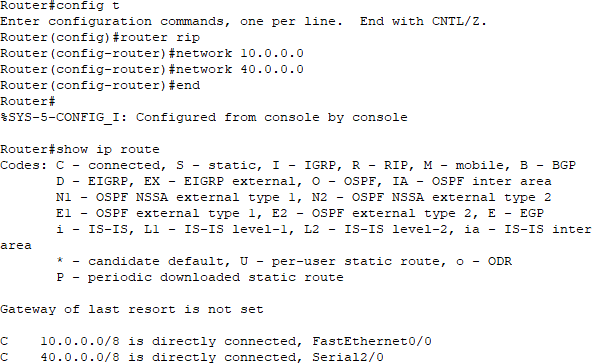 Router#config t
Enter configuration commands, one per line.  End with CNTL/Z.
Router(config)#router rip
Router(config-router)#network 10.0.0.0
Router(config-router)#network 40.0.0.0
Router(config-router)#end
Router#
%SYS-5-CONFIG_I: Configured from console by console

Router#show ip route
Codes: C - connected, S - static, I - IGRP, R - RIP, M - mobile, B - BGP
       D - EIGRP, EX - EIGRP external, O - OSPF, IA - OSPF inter area
       N1 - OSPF NSSA external type 1, N2 - OSPF NSSA external type 2
       E1 - OSPF external type 1, E2 - OSPF external type 2, E - EGP
       i - IS-IS, L1 - IS-IS level-1, L2 - IS-IS level-2, ia - IS-IS inter
area
       * - candidate default, U - per-user static route, o - ODR
       P - periodic downloaded static route

Gateway of last resort is not set

C    10.0.0.0/8 is directly connected, FastEthernet0/0
C    40.0.0.0/8 is directly connected, Serial2/0